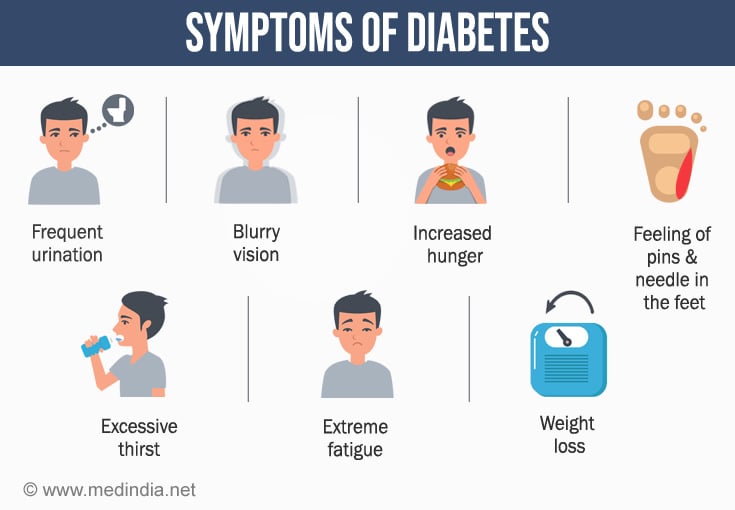 SYMPTOMS OF DIABETES
Frequent
urination
Blurry
vision
Increased
hunger
Feeling of
pins &
needle in
the feet
Excessive
thirst
Extreme
fatigue
Weight
loss
© www.medindia.net